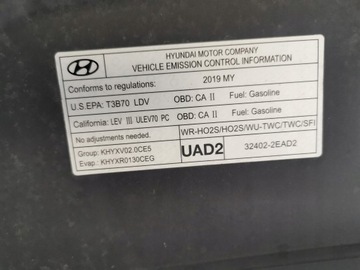 HYUNDAI MOTOR COMPANY
VEHICLE EMISSION CONTROL INFORMATION
Conforms to regulations: 2019 MY
U.S.EPA: T3B70 LDV OBD: CA II Fuel: Gasoline
California: LEV III ULEV70 PC OBD: CA II Fuel: Gasoline
No adjustments needed. WR-HO2S/HO2S/WU-TWC/TWC/SFI
Group: KHYXV02.0CE5
Evap: KHYXR0130CEG
UAD2 32402-2EAD2